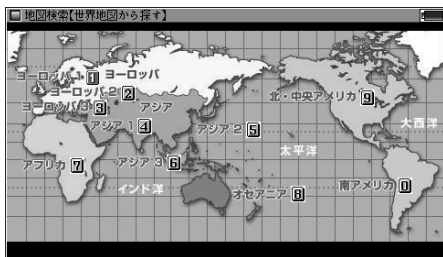 地図検索【世界地図から探す】
ヨーロッパ 1 1
ヨーロッパ
ヨーロッパ 2 2
ヨーロッパ 3 3
アジア
アジア 1 4
アジア 2 5
アジア 3 6
アフリカ 7
インド洋
オセアニア 8
太平洋
北・中央アメリカ 9
大西洋
南アメリカ 0